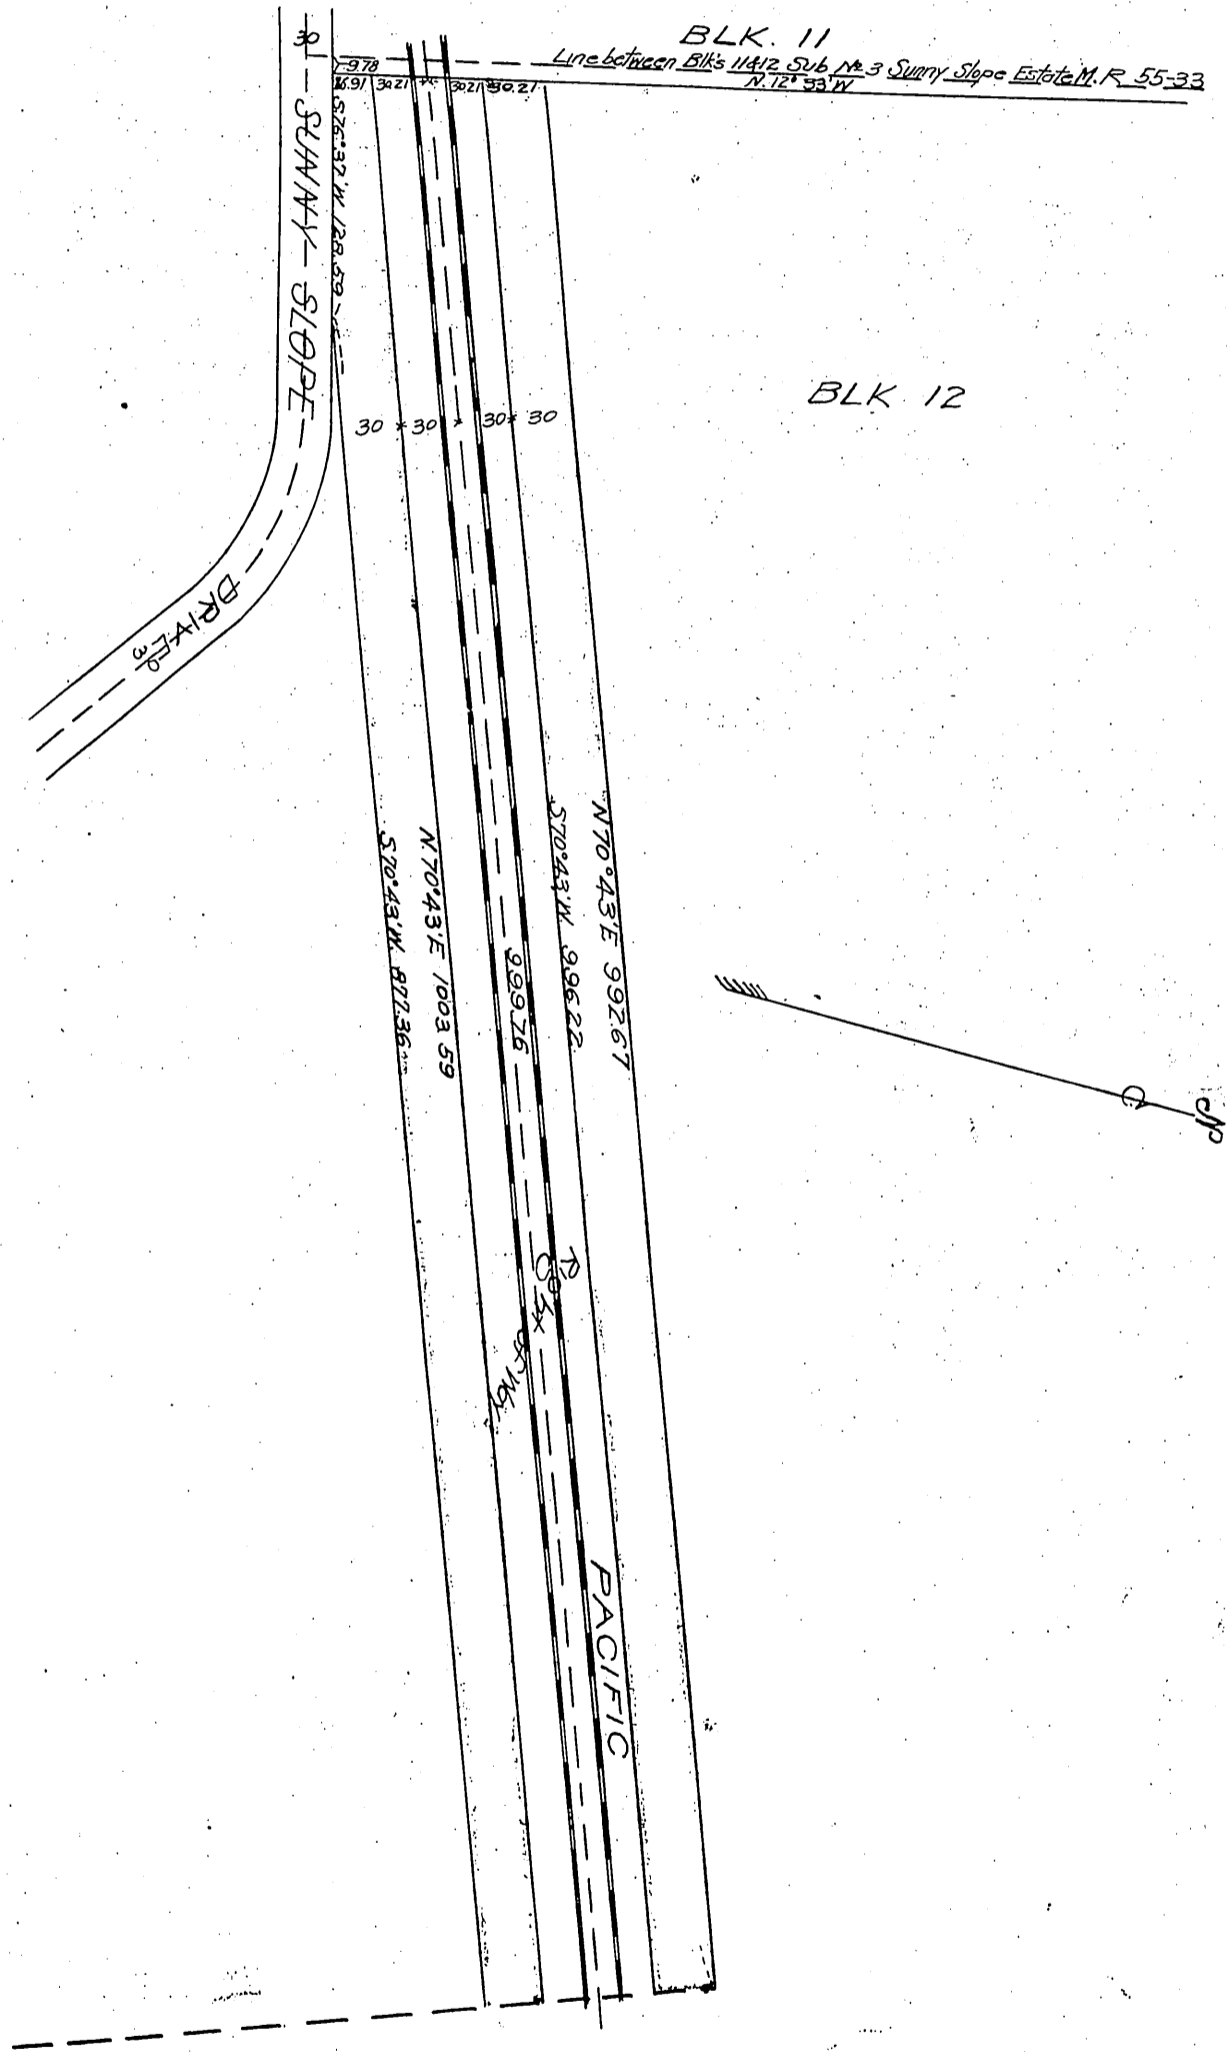 BLK. 11
Line between Blk's 11&12 Sub. No. 3 Sunny Slope Estate M.R. 55-33
N. 12° 33' W
30
9.78
16.91 30.21 30.21 30.21
S 76° 37' W. 128.59
SUNNY SLOPE
DRIVE
30
BLK. 12
30 30 30 30
N 70° 43' E 992.67
S 70° 43' W. 996.22
999.76
N. 70° 43' E 1003.59
S 70° 43' W. 877.36
N
of Way
PACIFIC